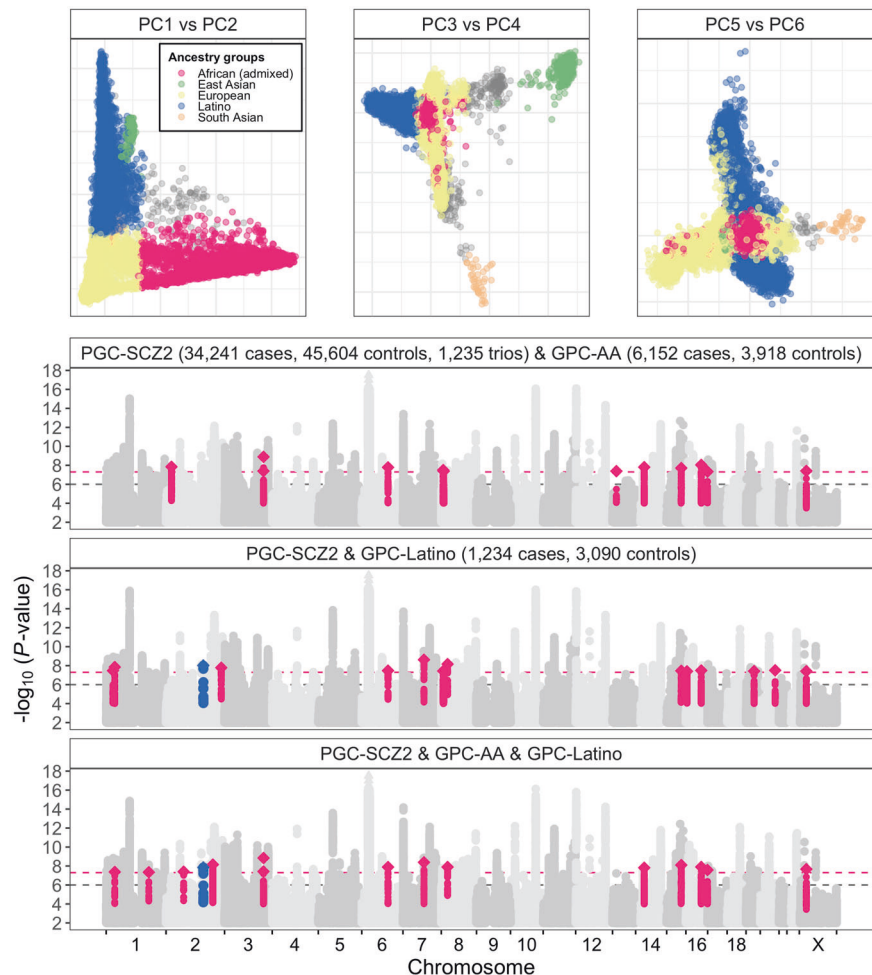 PC1 vs PC2
PC3 vs PC4
PC5 vs PC6
Ancestry groups
African (admixed)
East Asian
European
Latino
South Asian
PGC-SCZ2 (34,241 cases, 45,604 controls, 1,235 trios) & GPC-AA (6,152 cases, 3,918 controls)
18
16
14
12
10
8
6
4
2
PGC-SCZ2 & GPC-Latino (1,234 cases, 3,090 controls)
18
16
14
12
10
8
6
4
2
-log₁₀ (P-value)
PGC-SCZ2 & GPC-AA & GPC-Latino
18
16
14
12
10
8
6
4
2
1 2 3 4 5 6 7 8 9 10 12 14 16 18 X
Chromosome